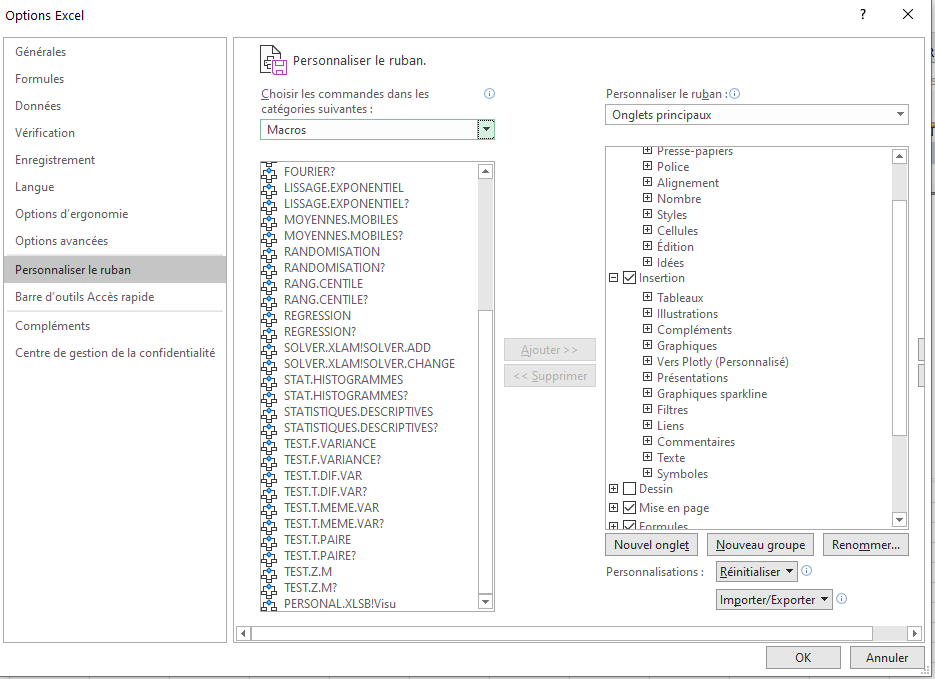 Options Excel
?
Générales
Formules
Données
Vérification
Enregistrement
Langue
Options d'ergonomie
Options avancées
Personnaliser le ruban
Barre d'outils Accès rapide
Compléments
Centre de gestion de la confidentialité
Personnaliser le ruban.
Choisir les commandes dans les
catégories suivantes :
Macros
FOURIER?
LISSAGE.EXPONENTIEL
LISSAGE.EXPONENTIEL?
MOYENNES.MOBILES
MOYENNES.MOBILES?
RANDOMISATION
RANDOMISATION?
RANG.CENTILE
RANG.CENTILE?
REGRESSION
REGRESSION?
SOLVER.XLAM!SOLVER.ADD
SOLVER.XLAM!SOLVER.CHANGE
STAT.HISTOGRAMMES
STAT.HISTOGRAMMES?
STATISTIQUES.DESCRIPTIVES
STATISTIQUES.DESCRIPTIVES?
TEST.F.VARIANCE
TEST.F.VARIANCE?
TEST.T.DIF.VAR
TEST.T.DIF.VAR?
TEST.T.MEME.VAR
TEST.T.MEME.VAR?
TEST.T.PAIRE
TEST.T.PAIRE?
TEST.Z.M
TEST.Z.M?
PERSONAL.XLSB!Visu
Ajouter >>
<< Supprimer
Personnaliser le ruban :
Onglets principaux
Presse-papiers
Police
Alignement
Nombre
Styles
Cellules
Édition
Idées
Insertion
Tableaux
Illustrations
Compléments
Graphiques
Vers Plotly (Personnalisé)
Présentations
Graphiques sparkline
Filtres
Liens
Commentaires
Texte
Symboles
Dessin
Mise en page
Formules
Nouvel onglet
Nouveau groupe
Renommer...
Personnalisations :
Réinitialiser
Importer/Exporter
OK
Annuler